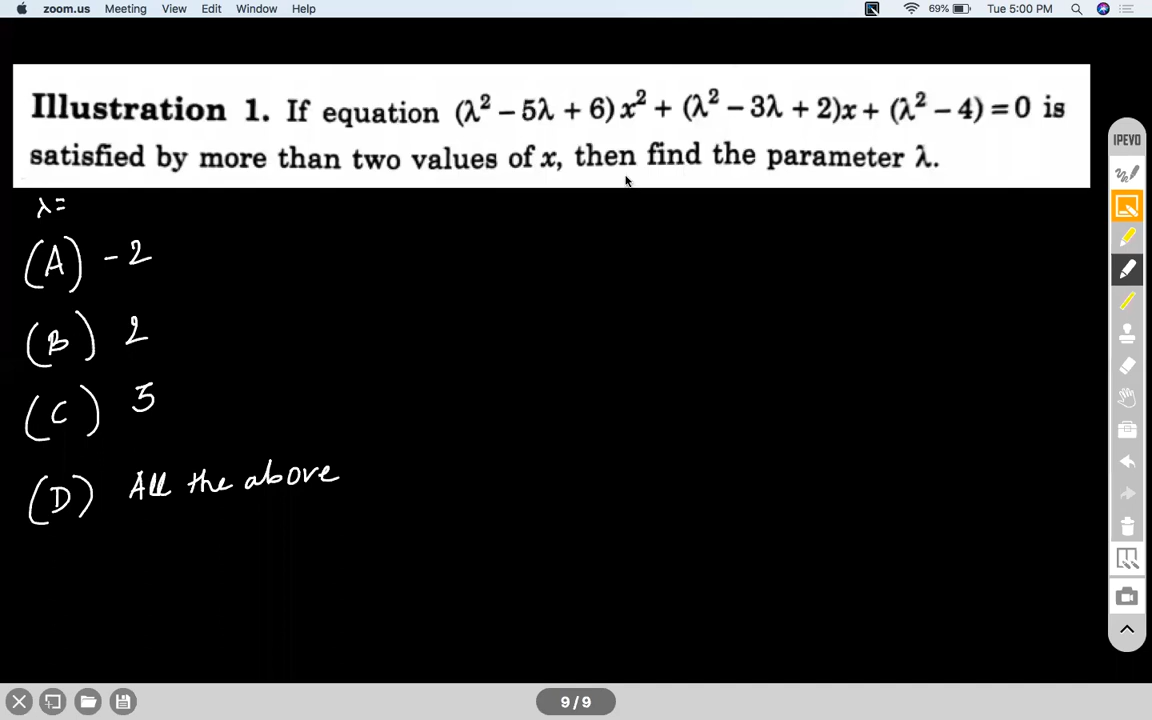 zoom.us Meeting View Edit Window Help 69% Tue 5:00 PM
Illustration 1. If equation (λ² – 5λ + 6) x² + (λ² – 3λ + 2)x + (λ² – 4) = 0 is
satisfied by more than two values of x, then find the parameter λ.
IPEVO
λ=
(A) -2
(B) 2
(C) 3
(D) All the above
9 / 9